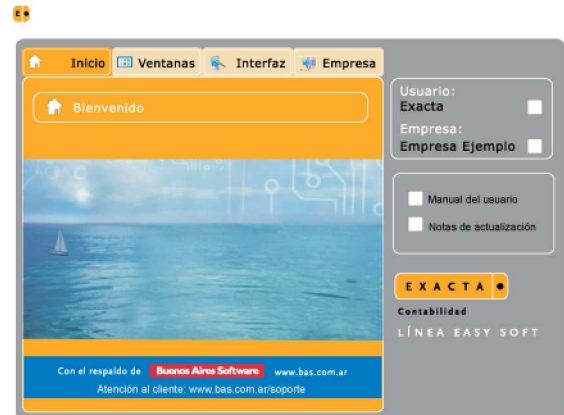 E
Inicio
Ventanas
Interfaz
Empresa
Bienvenido
Usuario:
Exacta
Empresa:
Empresa Ejemplo
Manual del usuario
Notas de actualización
EXACTA
Contabilidad
LÍNEA EASY SOFT
Con el respaldo de Buenos Aires Software www.bas.com.ar
Atención al cliente: www.bas.com.ar/soporte